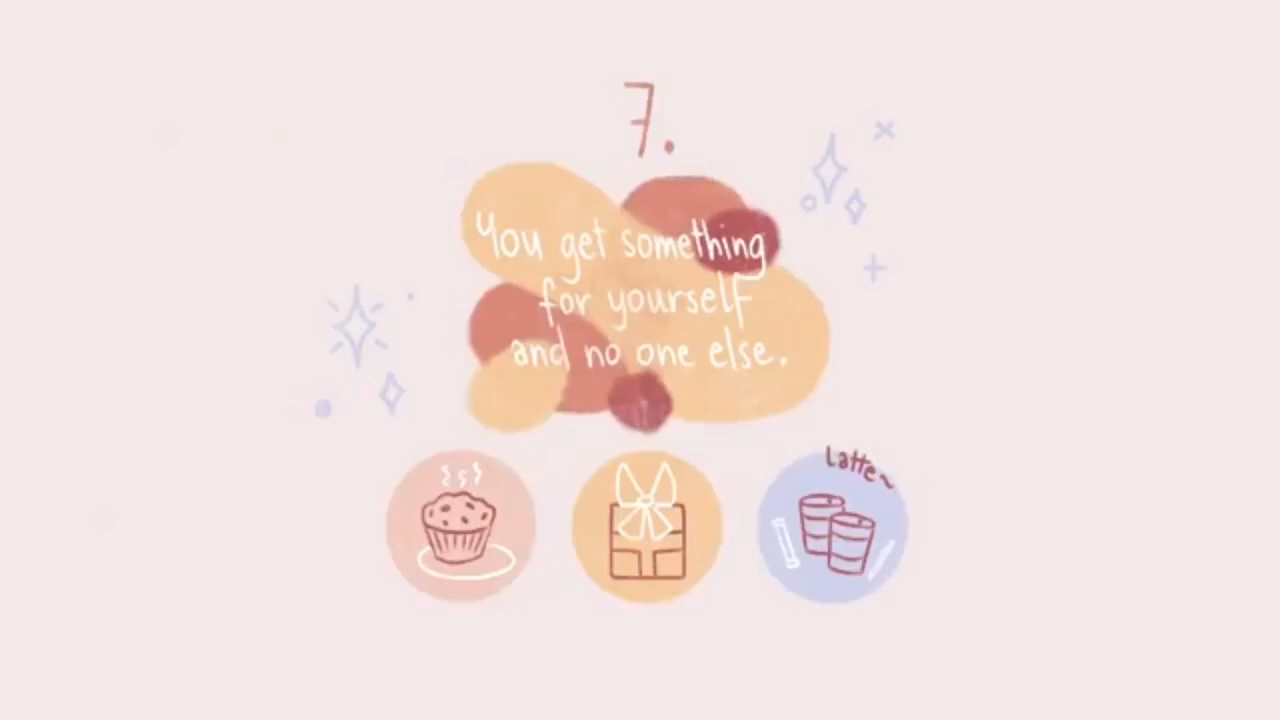 7.
You get something
for yourself
and no one else.
Latte~